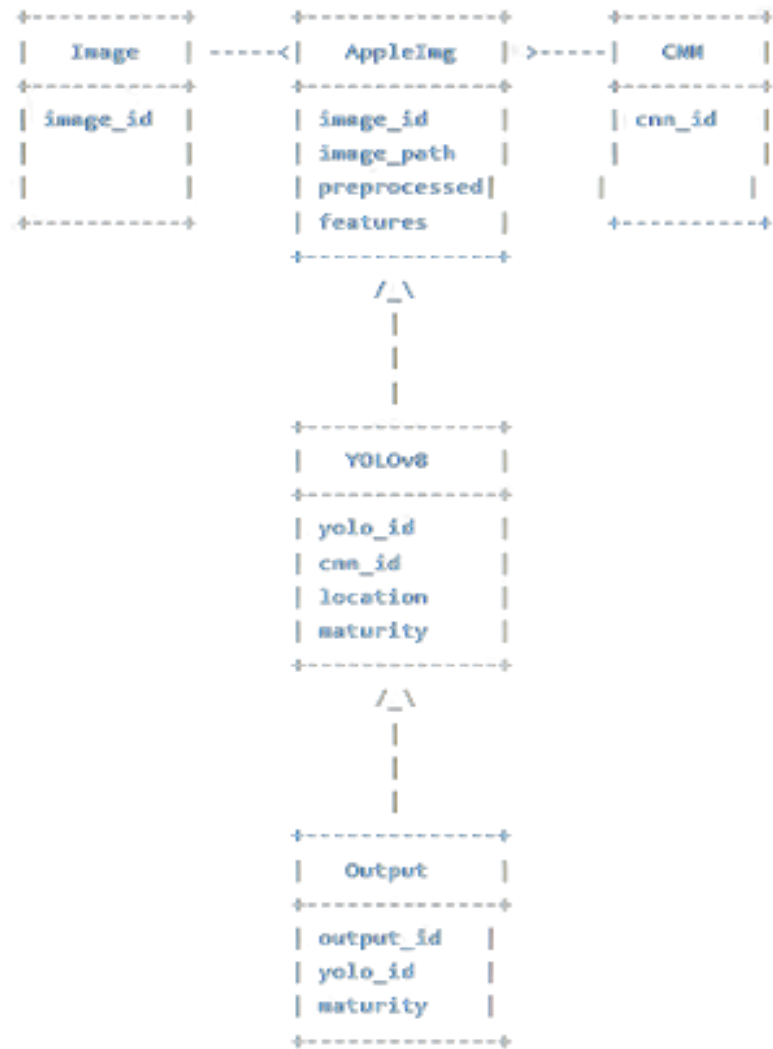 Image
AppleImg
CNN
image_id
image_id
image_path
preprocessed
features
cnn_id
YOLOv8
yolo_id
cnn_id
location
maturity
Output
output_id
yolo_id
maturity